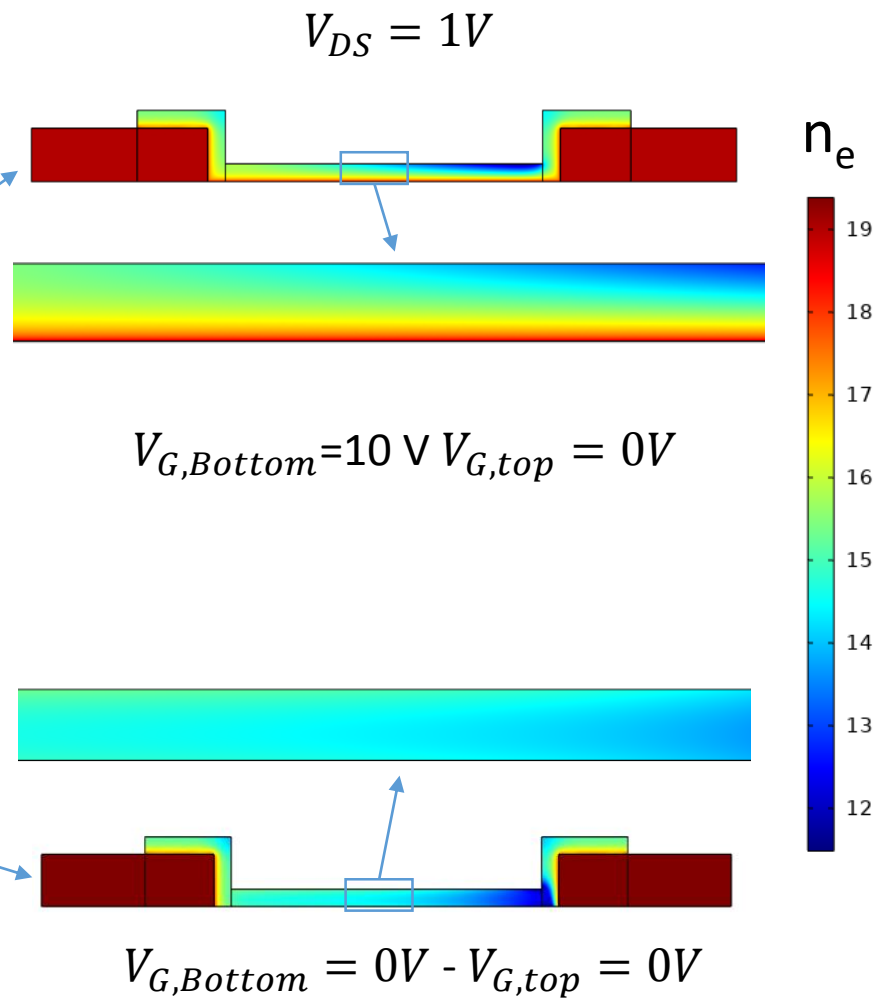 V_{DS} = 1V
n_e
19
18
17
16
15
14
13
12
V_{G,Bottom}=10 V V_{G,top} = 0V
V_{G,Bottom} = 0V - V_{G,top} = 0V